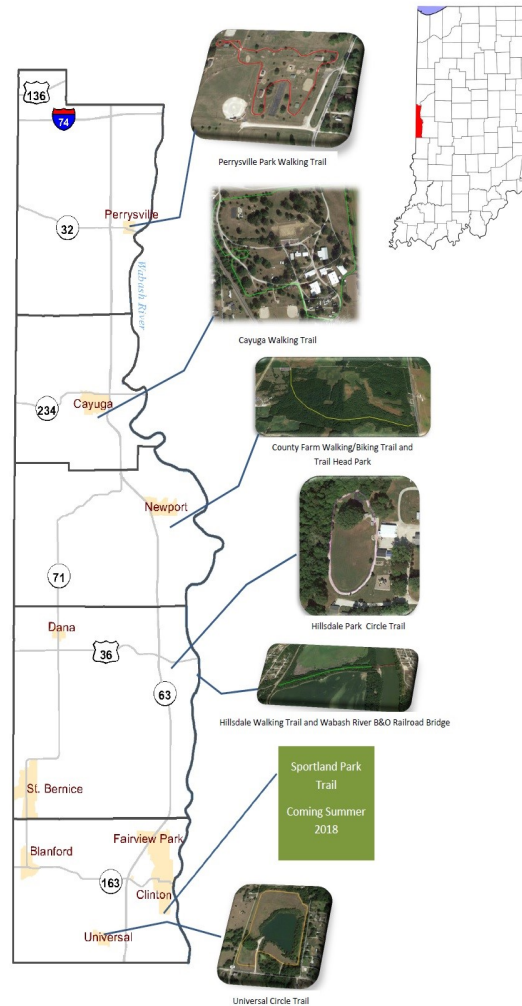 136
74
Perrysville Park Walking Trail
Perrysville
32
Wabash River
Cayuga Walking Trail
Cayuga
234
County Farm Walking/Biking Trail and
Trail Head Park
Newport
71
Hillsdale Park Circle Trail
Dana
36
63
Hillsdale Walking Trail and Wabash River B&O Railroad Bridge
Sportland Park
Trail
Coming Summer
2018
St. Bernice
Fairview Park
Blanford
163
Clinton
Universal
Universal Circle Trail